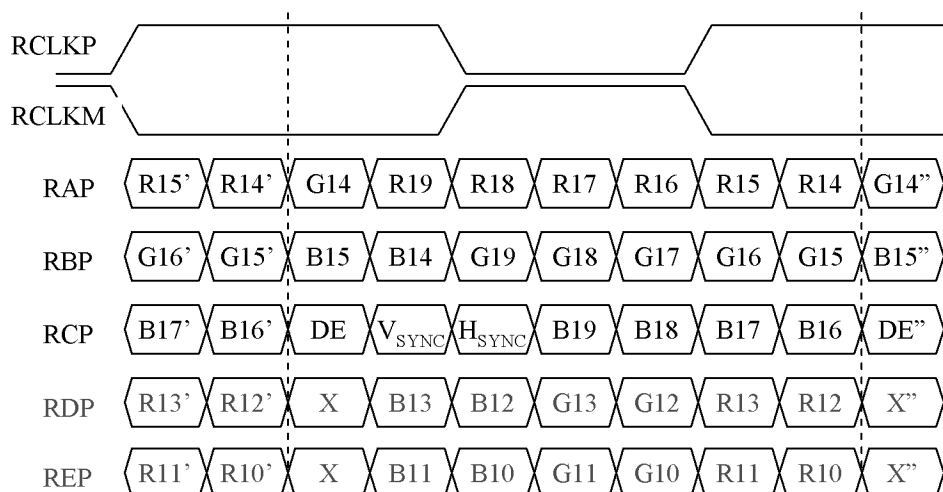 RCLKP
RCLKM
RAP R15’ R14’ G14 R19 R18 R17 R16 R15 R14 G14”
RBP G16’ G15’ B15 B14 G19 G18 G17 G16 G15 B15”
RCP B17’ B16’ DE VSYNC HSYNC B19 B18 B17 B16 DE”
RDP R13’ R12’ X B13 B12 G13 G12 R13 R12 X”
REP R11’ R10’ X B11 B10 G11 G10 R11 R10 X”